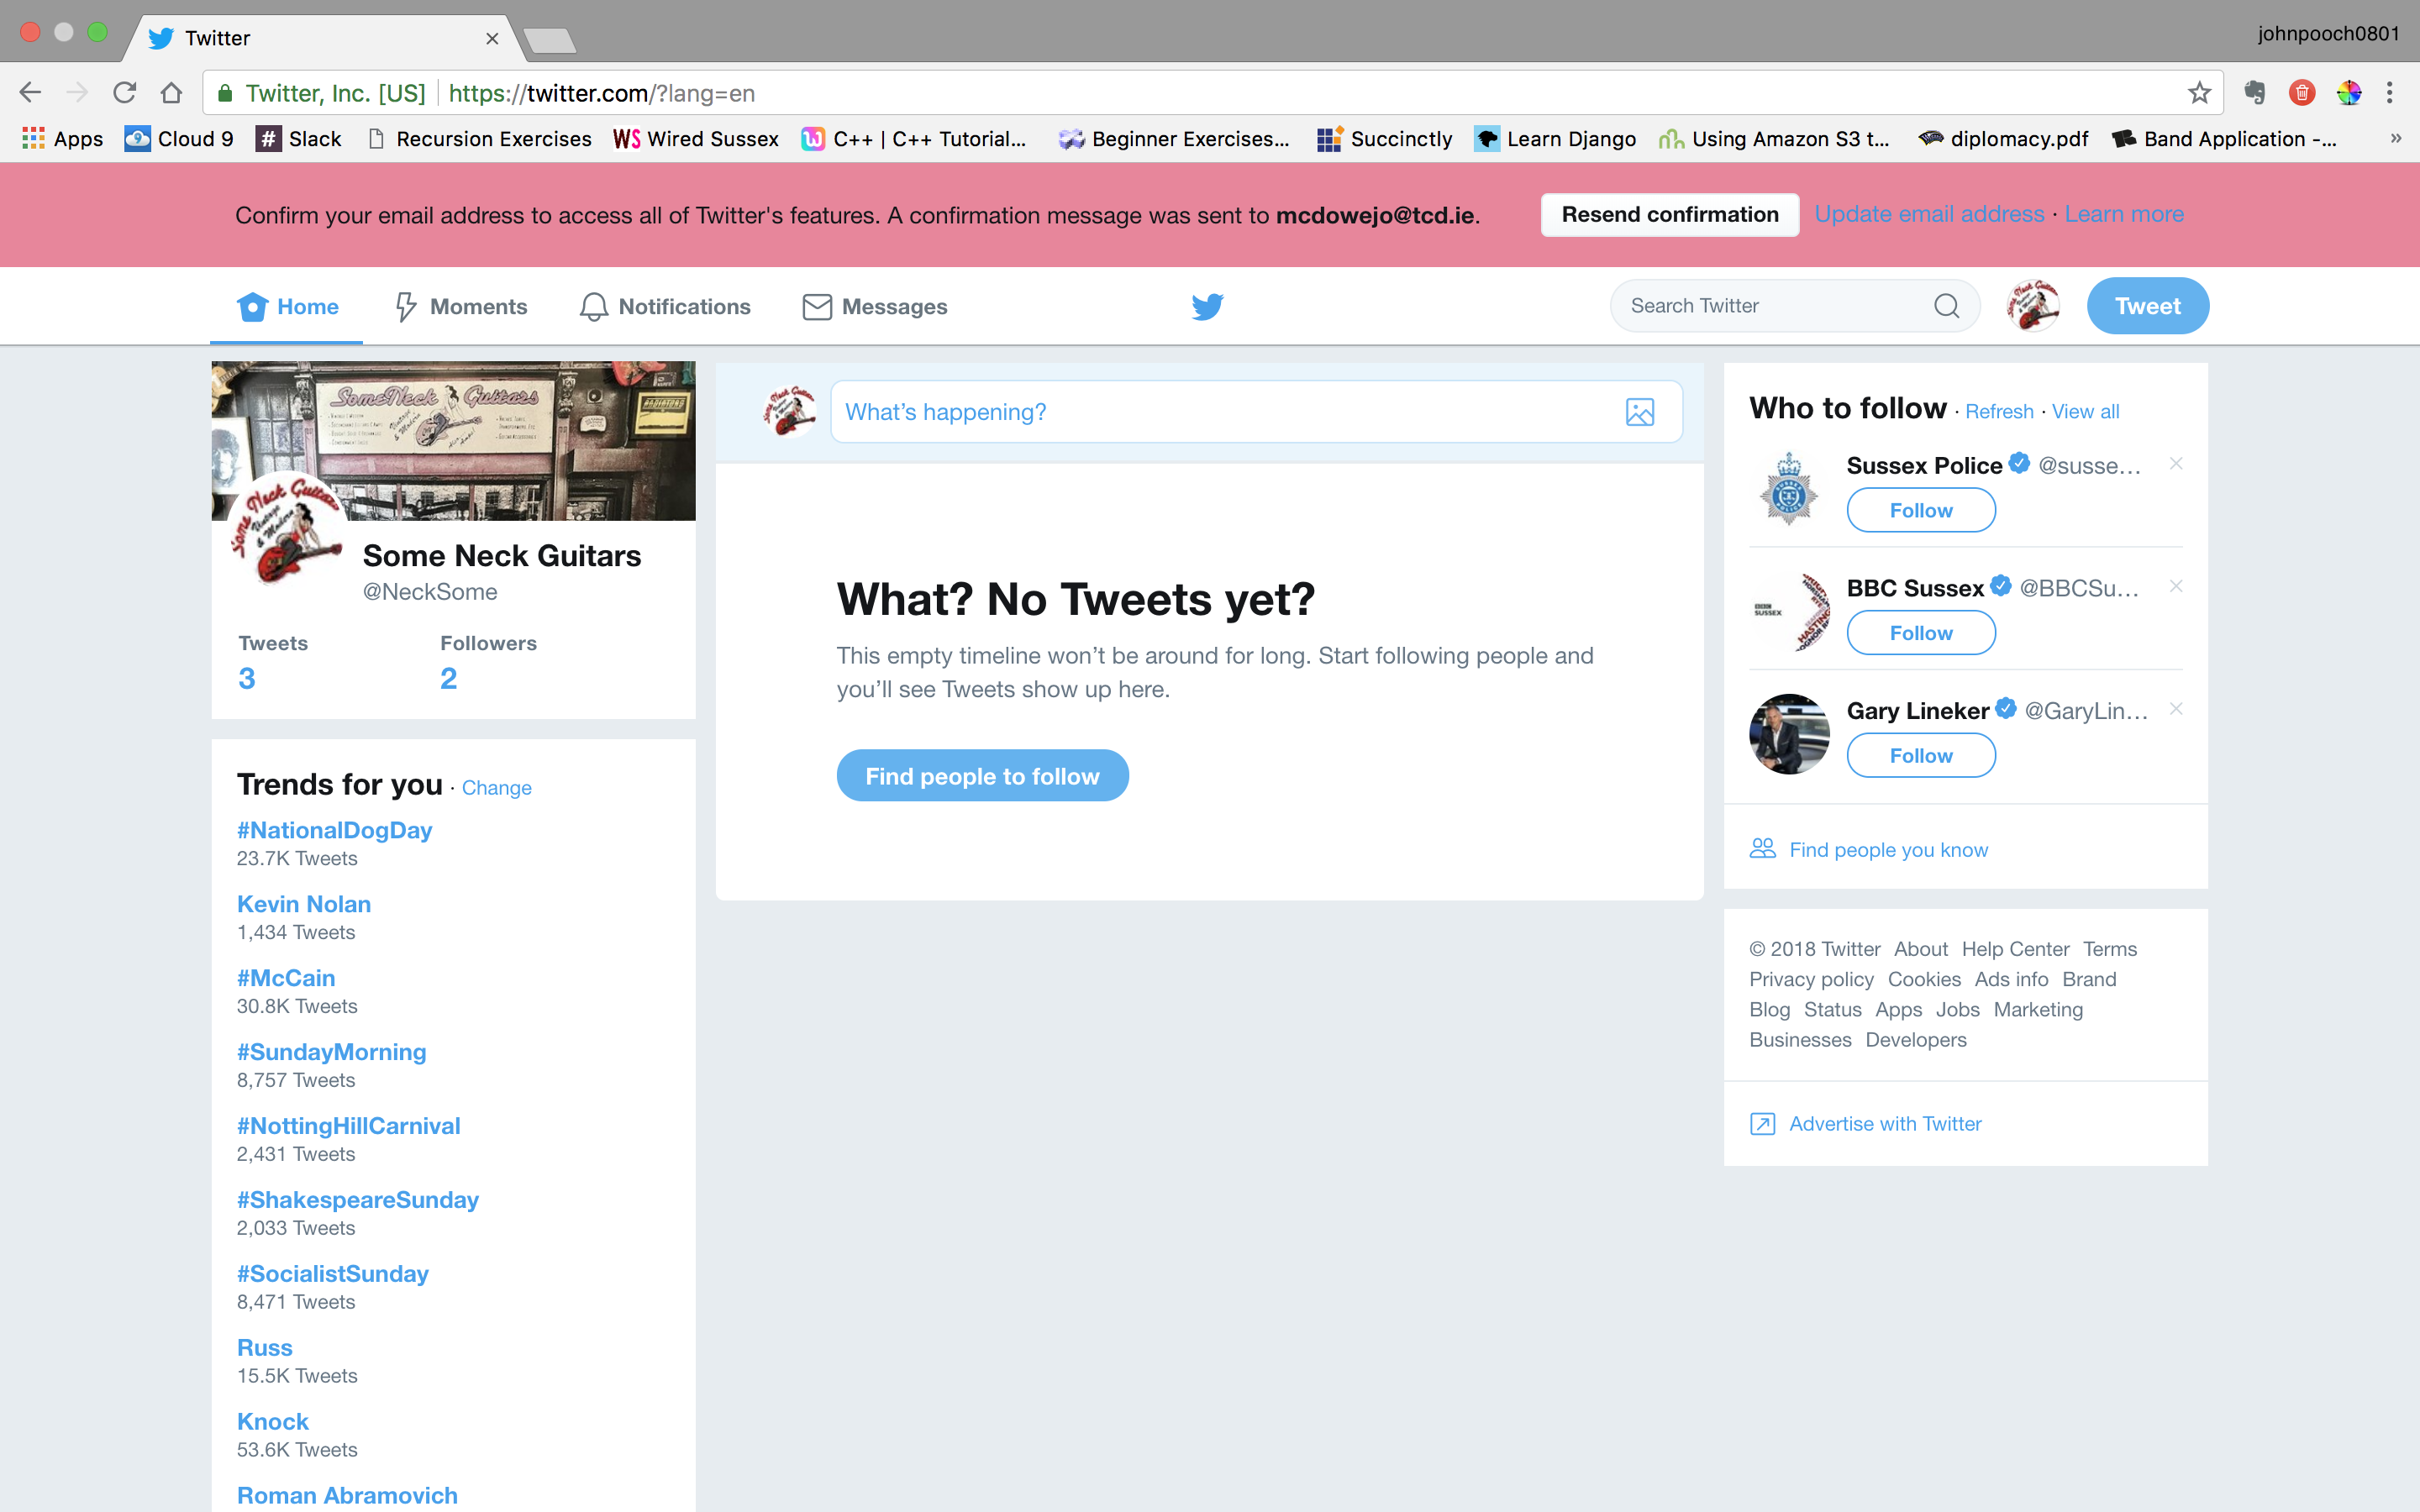 Twitter
johnpooch0801
Twitter, Inc. [US] https://twitter.com/?lang=en
Apps Cloud 9 Slack Recursion Exercises Wired Sussex C++ | C++ Tutorial... Beginner Exercises... Succinctly Learn Django Using Amazon S3 t... diplomacy.pdf Band Application -... »
Confirm your email address to access all of Twitter's features. A confirmation message was sent to mcdowejo@tcd.ie. Resend confirmation Update email address · Learn more
Home Moments Notifications Messages Search Twitter Tweet
SomeNeck Guitars
Some Neck Guitars
Some Neck Guitars
@NeckSome
Tweets Followers
3 2
Trends for you · Change
#NationalDogDay
23.7K Tweets
Kevin Nolan
1,434 Tweets
#McCain
30.8K Tweets
#SundayMorning
8,757 Tweets
#NottingHillCarnival
2,431 Tweets
#ShakespeareSunday
2,033 Tweets
#SocialistSunday
8,471 Tweets
Russ
15.5K Tweets
Knock
53.6K Tweets
Roman Abramovich
What's happening?
What? No Tweets yet?
This empty timeline won't be around for long. Start following people and
you'll see Tweets show up here.
Find people to follow
Who to follow · Refresh · View all
Sussex Police @susse...
Follow
BBC Sussex @BBCSu...
Follow
Gary Lineker @GaryLin...
Follow
Find people you know
© 2018 Twitter About Help Center Terms
Privacy policy Cookies Ads info Brand
Blog Status Apps Jobs Marketing
Businesses Developers
Advertise with Twitter